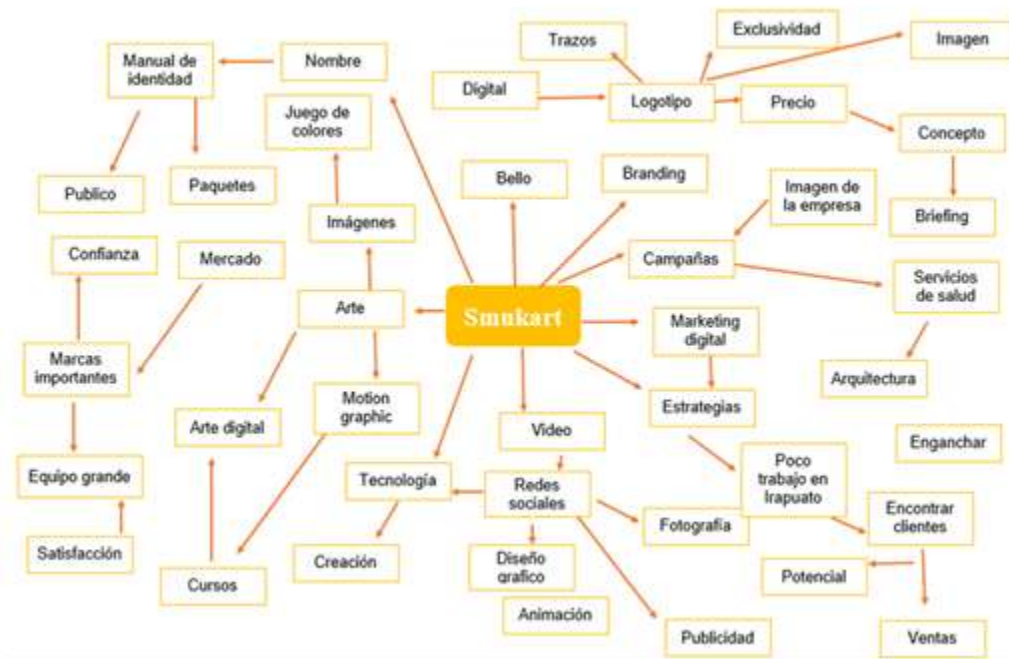 Trazos
Exclusividad
Imagen
Manual de
identidad
Nombre
Digital
Logotipo
Precio
Juego de
colores
Concepto
Publico
Paquetes
Bello
Branding
Imagen de
la empresa
Briefing
Imágenes
Confianza
Mercado
Campañas
Servicios
de salud
Arte
Smukart
Marketing
digital
Marcas
importantes
Arquitectura
Motion
graphic
Arte digital
Estrategias
Video
Enganchar
Equipo grande
Tecnología
Redes
sociales
Poco
trabajo en
Irapuato
Encontrar
clientes
Fotografía
Satisfacción
Cursos
Creación
Diseño
grafico
Potencial
Animación
Publicidad
Ventas